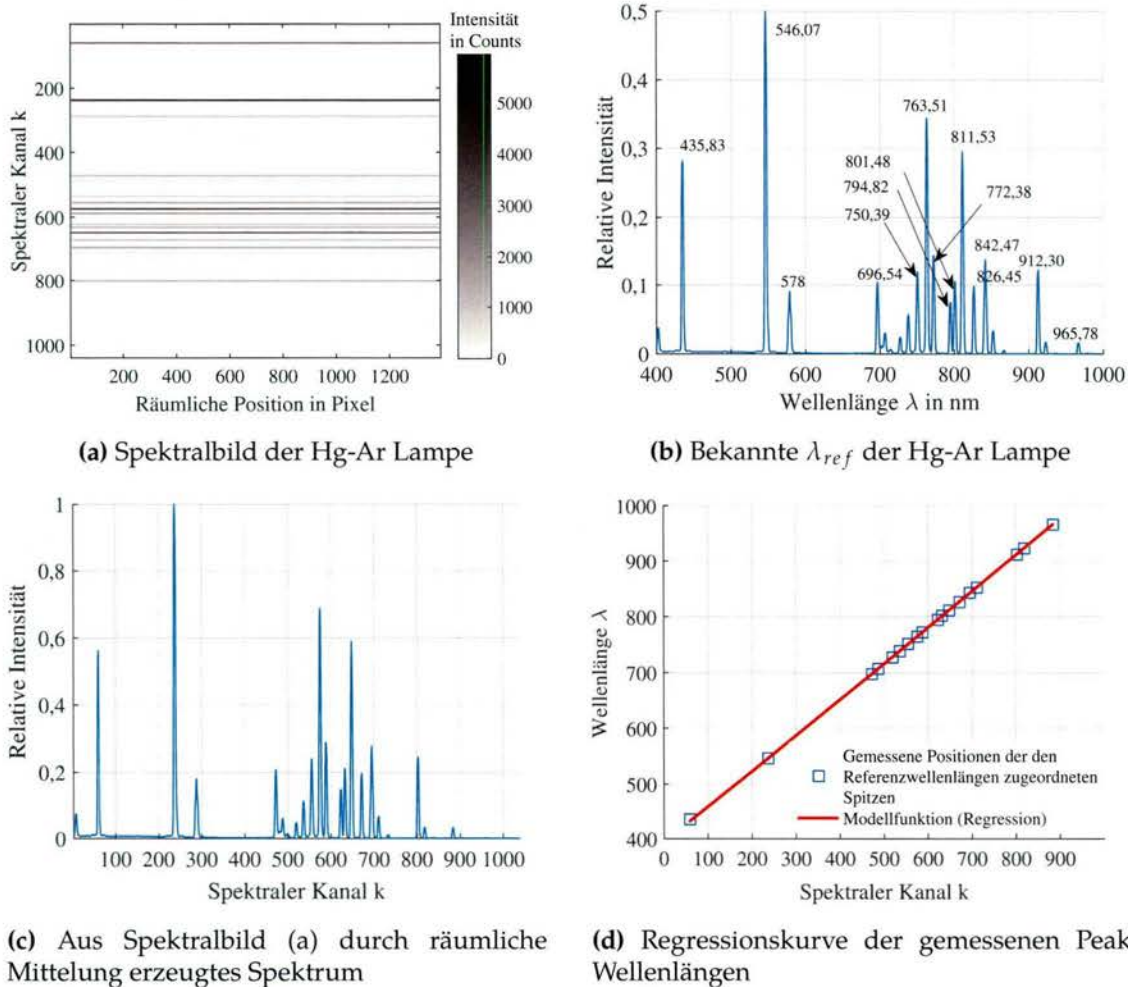 Intensität
in Counts
200
400
600
800
1000
Spektraler Kanal k
5000
4000
3000
2000
1000
0
200 400 600 800 1000 1200
Räumliche Position in Pixel
(a) Spektralbild der Hg-Ar Lampe
0,5
0,4
0,3
0,2
0,1
0
Relative Intensität
546,07
435,83
763,51
811,53
801,48
794,82
750,39
772,38
578
696,54
842,47
826,45
912,30
965,78
400 500 600 700 800 900 1000
Wellenlänge λ in nm
(b) Bekannte λref der Hg-Ar Lampe
1
0,8
0,6
0,4
0,2
0
Relative Intensität
100 200 300 400 500 600 700 800 900 1000
Spektraler Kanal k
(c) Aus Spektralbild (a) durch räumliche
Mittelung erzeugtes Spektrum
1000
900
800
700
600
500
400
Wellenlänge λ
Gemessene Positionen der den
Referenzwellenlängen zugeordneten
Spitzen
Modellfunktion (Regression)
0 100 200 300 400 500 600 700 800 900
Spektraler Kanal k
(d) Regressionskurve der gemessenen Peak
Wellenlängen